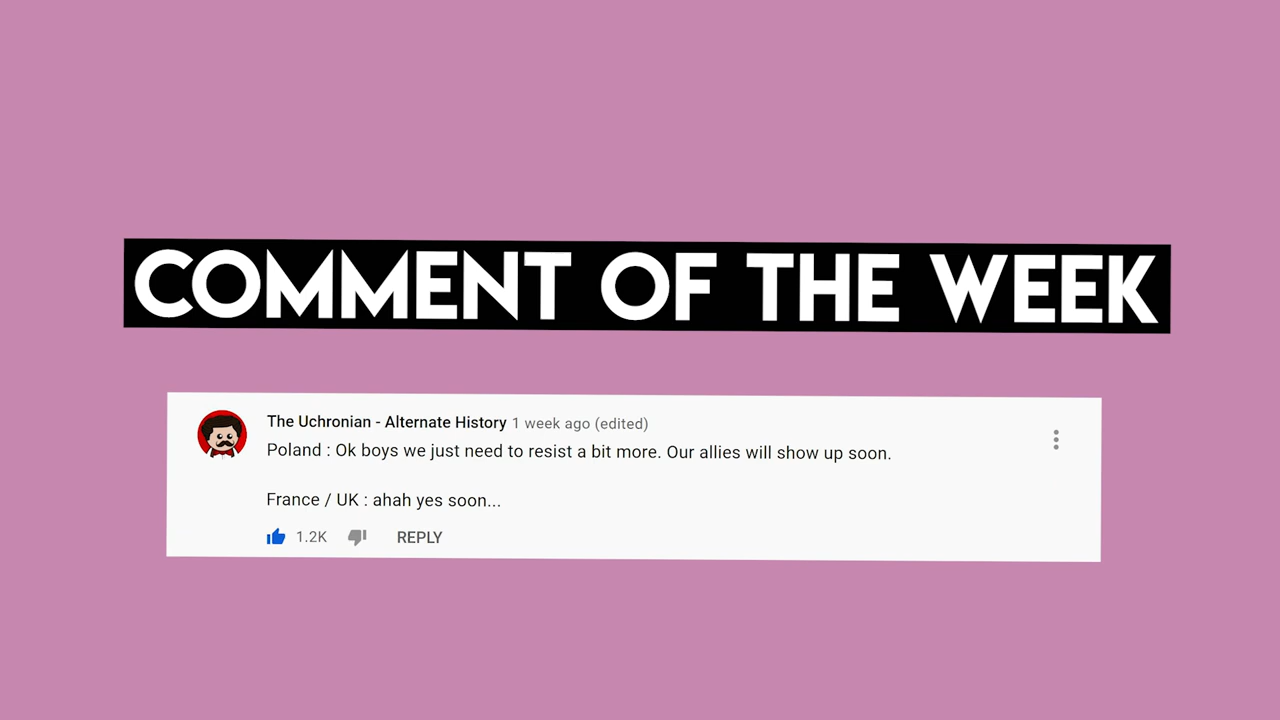 COMMENT OF THE WEEK
The Uchronian - Alternate History 1 week ago (edited)
Poland : Ok boys we just need to resist a bit more. Our allies will show up soon.
France / UK : ahah yes soon...
1.2K REPLY